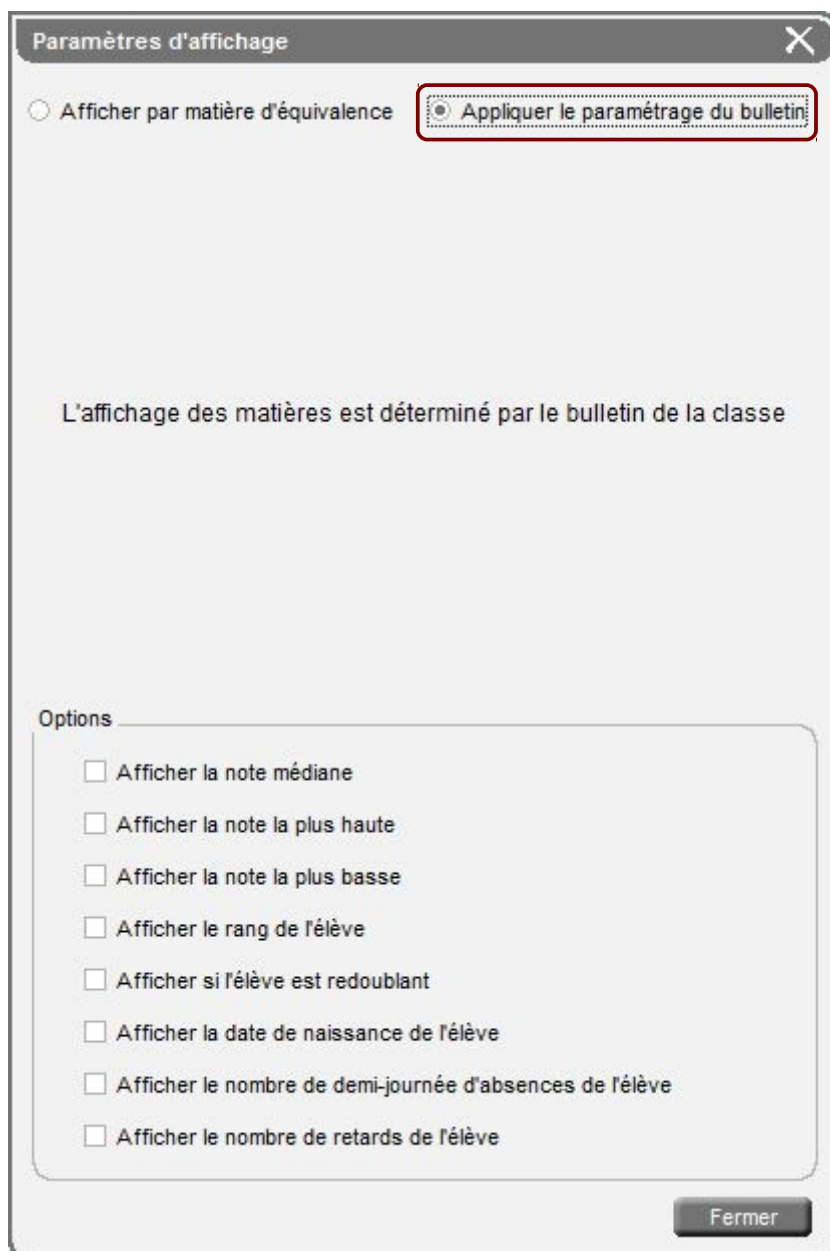 Paramètres d'affichage
Afficher par matière d'équivalence Appliquer le paramétrage du bulletin
L'affichage des matières est déterminé par le bulletin de la classe
Options
Afficher la note médiane
Afficher la note la plus haute
Afficher la note la plus basse
Afficher le rang de l'élève
Afficher si l'élève est redoublant
Afficher la date de naissance de l'élève
Afficher le nombre de demi-journée d'absences de l'élève
Afficher le nombre de retards de l'élève
Fermer